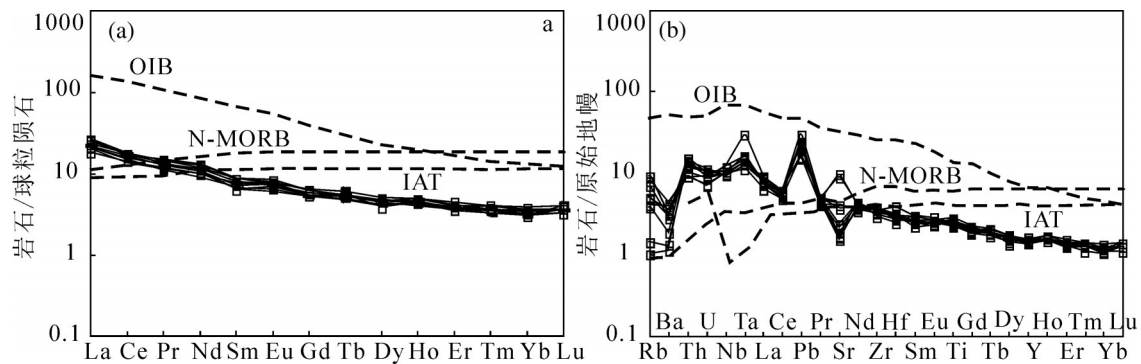 (a)
a
1000
100
10
1
0.1
岩石/球粒陨石
OIB
N-MORB
IAT
La Ce Pr Nd Sm Eu Gd Tb Dy Ho Er Tm Yb Lu
(b)
1000
100
10
1
0.1
岩石/原始地幔
OIB
N-MORB
IAT
Ba U Ta Ce Pr Nd Hf Eu Gd Dy Ho Tm Lu
Rb Th Nb La Pb Sr Zr Sm Ti Tb Y Er Yb